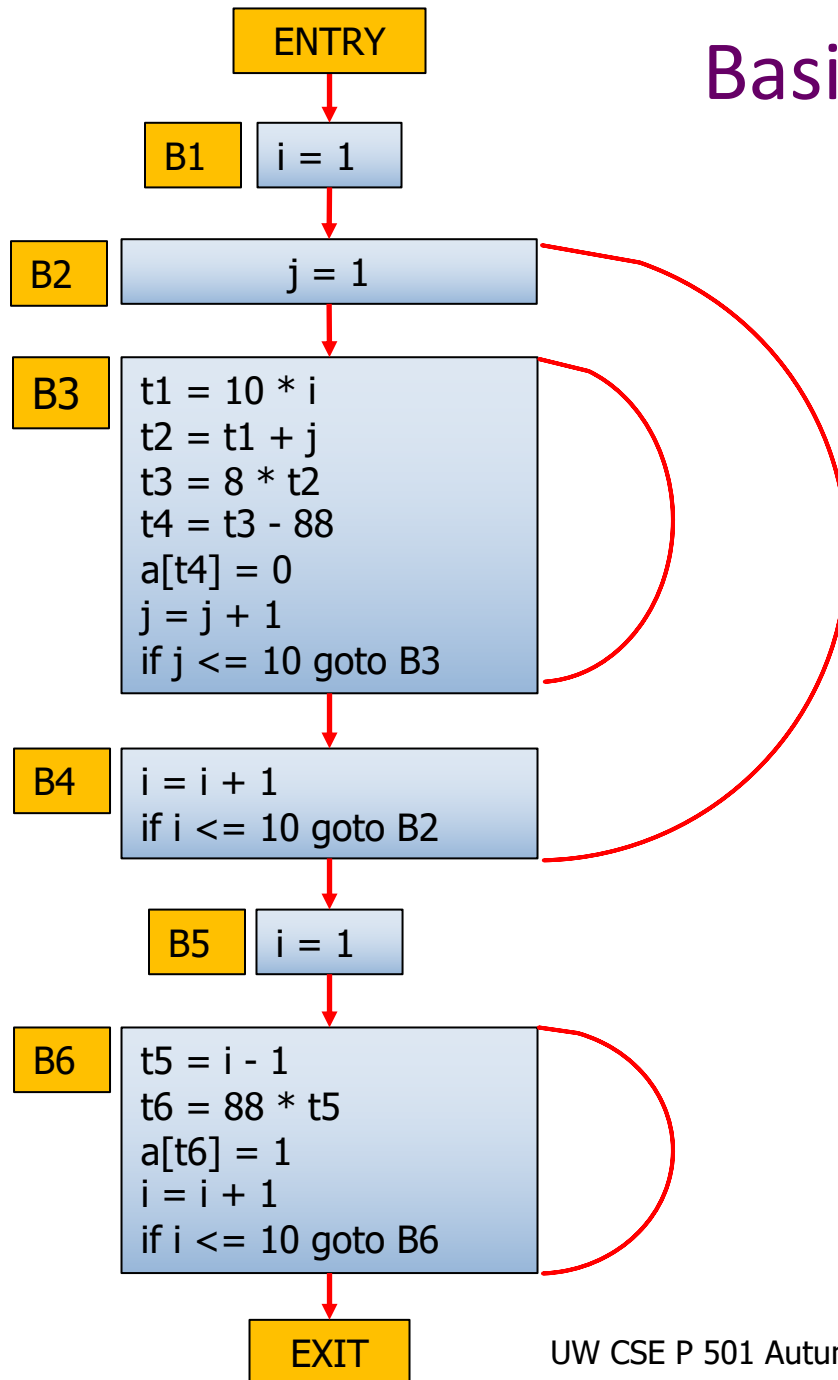 ENTRY
Basi
B1
i = 1
B2
j = 1
B3
t1 = 10 * i
t2 = t1 + j
t3 = 8 * t2
t4 = t3 - 88
a[t4] = 0
j = j + 1
if j <= 10 goto B3
B4
i = i + 1
if i <= 10 goto B2
B5
i = 1
B6
t5 = i - 1
t6 = 88 * t5
a[t6] = 1
i = i + 1
if i <= 10 goto B6
EXIT
UW CSE P 501 Autu